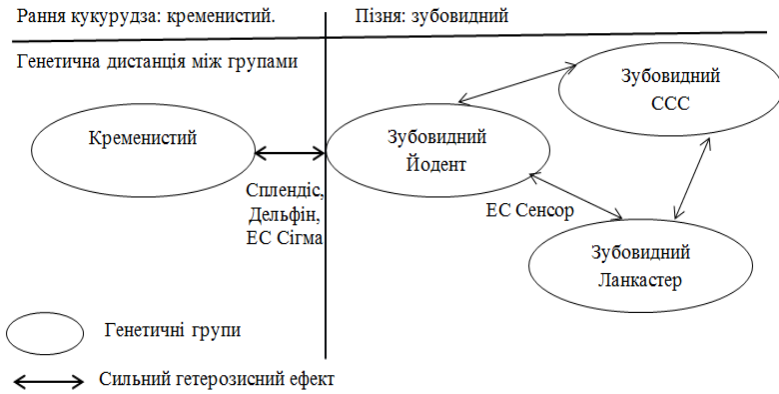 Рання кукурудза: кременистий.
Пізня: зубовидний
Генетична дистанція між групами
Зубовидний
ССС
Кременистий
Зубовидний
Йодент
Сплендіс,
Дельфін,
ЕС Сігма
ЕС Сенсор
Зубовидний
Ланкастер
Генетичні групи
Сильний гетерозисний ефект